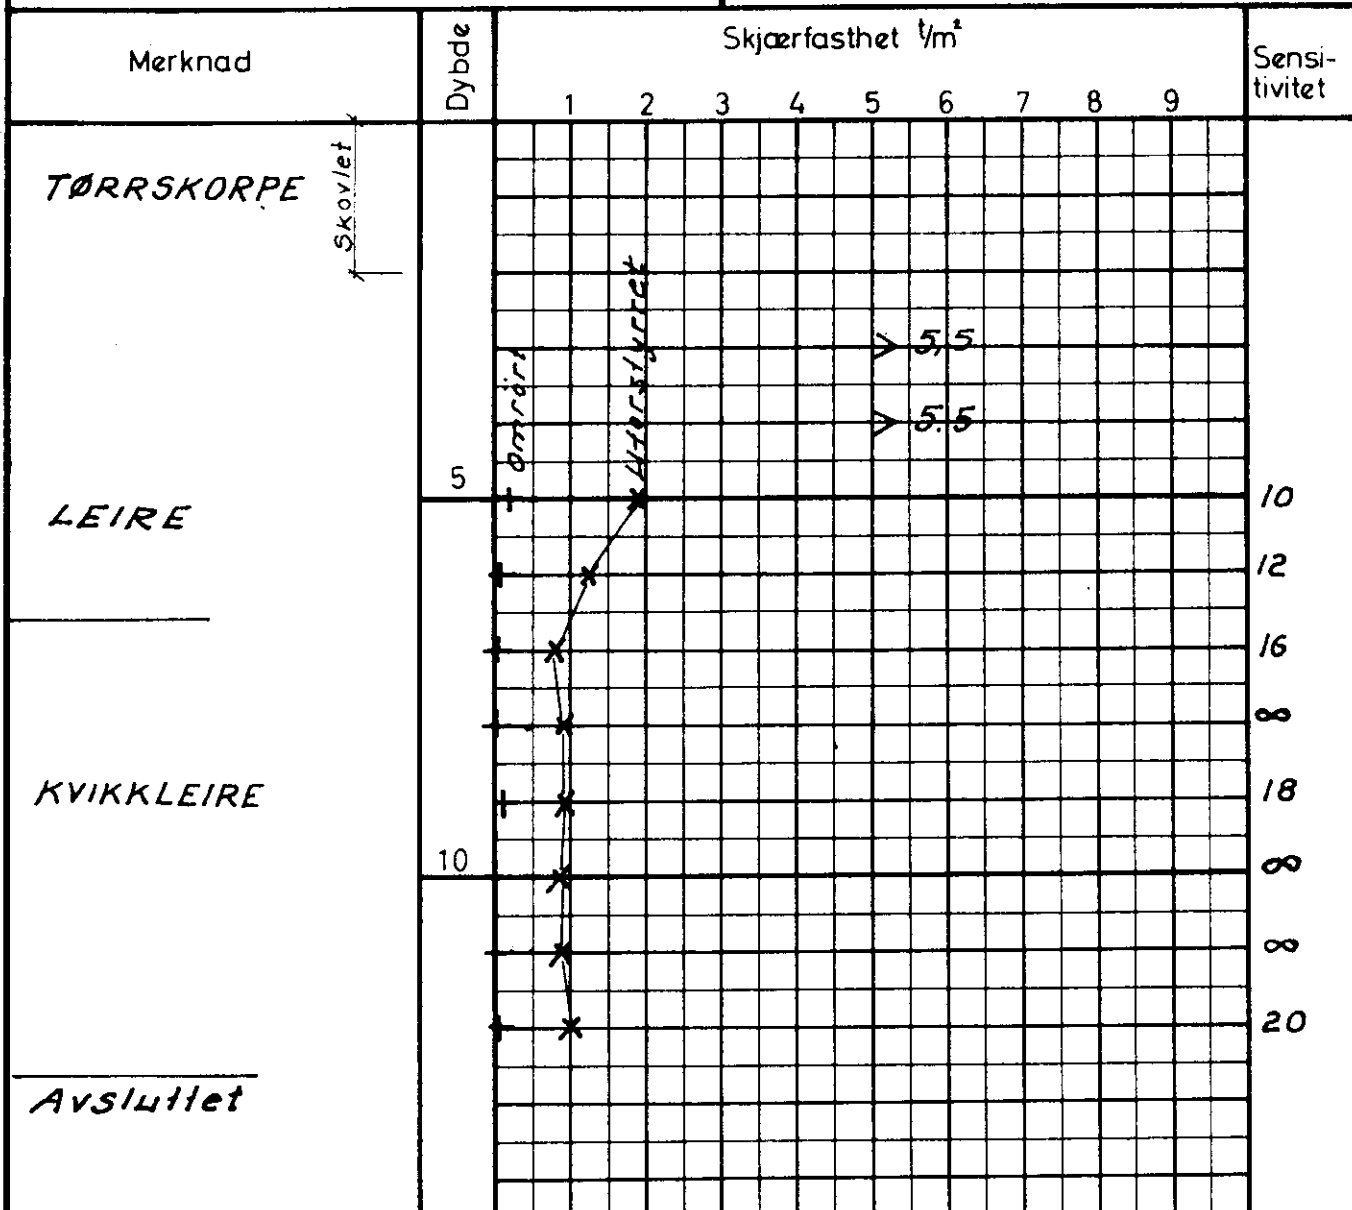 Merknad
Dybde
Skjærfasthet t/m²
Sensi-
tivitet
1 2 3 4 5 6 7 8 9
TØRRSKORPE
Skovlet
> 5,5
> 5.5
omrört
Uforstyrret
5
10
LEIRE
12
16
∞
KVIKKLEIRE
18
10
∞
∞
20
Avsluttet